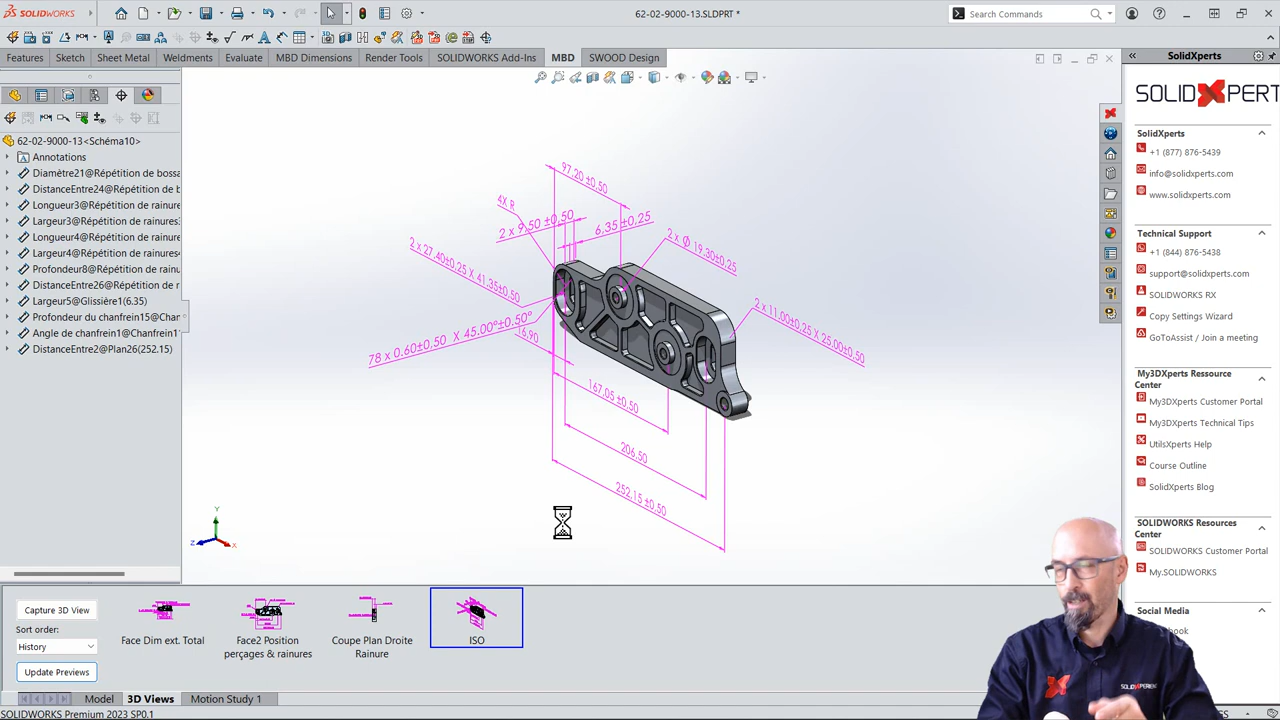 SOLIDWORKS
62-02-9000-13.SLDPRT *
Search Commands
Features
Sketch
Sheet Metal
Weldments
Evaluate
MBD Dimensions
Render Tools
SOLIDWORKS Add-Ins
MBD
SWOOD Design
62-02-9000-13<Schéma10>
Annotations
Diamètre21@Répétition de bossa
DistanceEntre24@Répétition de b
Longueur3@Répétition de rainures
Largeur3@Répétition de rainures3
Longueur4@Répétition de rainures
Largeur4@Répétition de rainures4
Profondeur8@Répétition de rainu
DistanceEntre26@Répétition de r
Largeur5@Glissière1(6.35)
Profondeur du chanfrein15@Chan
Angle de chanfrein1@Chanfrein1
DistanceEntre2@Plan26(252.15)
97.20 ±0.50
4X R
2 x 9.50 ±0.50
6.35 ±0.25
2 x Ø 19.30±0.25
2 x 27.40±0.25 X 41.35±0.50
78 x 0.60±0.50 X 45.00°±0.50°
16.90
2 x 11.00±0.25 X 25.00±0.50
167.05 ±0.50
206.50
252.15 ±0.50
Y
Z
X
Capture 3D View
Sort order:
History
Update Previews
Face Dim ext. Total
Face2 Position
perçages & rainures
Coupe Plan Droite
Rainure
ISO
Model
3D Views
Motion Study 1
SOLIDWORKS Premium 2023 SP0.1
SolidXperts
SOLIDXPERT
SolidXperts
+1 (877) 876-5439
info@solidxperts.com
www.solidxperts.com
Technical Support
+1 (844) 876-5438
support@solidxperts.com
SOLIDWORKS RX
Copy Settings Wizard
GoToAssist / Join a meeting
My3DXperts Ressource
Center
My3DXperts Customer Portal
My3DXperts Technical Tips
UtilsXperts Help
Course Outline
SolidXperts Blog
SOLIDWORKS Resources
Center
SOLIDWORKS Customer Portal
My.SOLIDWORKS
Social Media
book